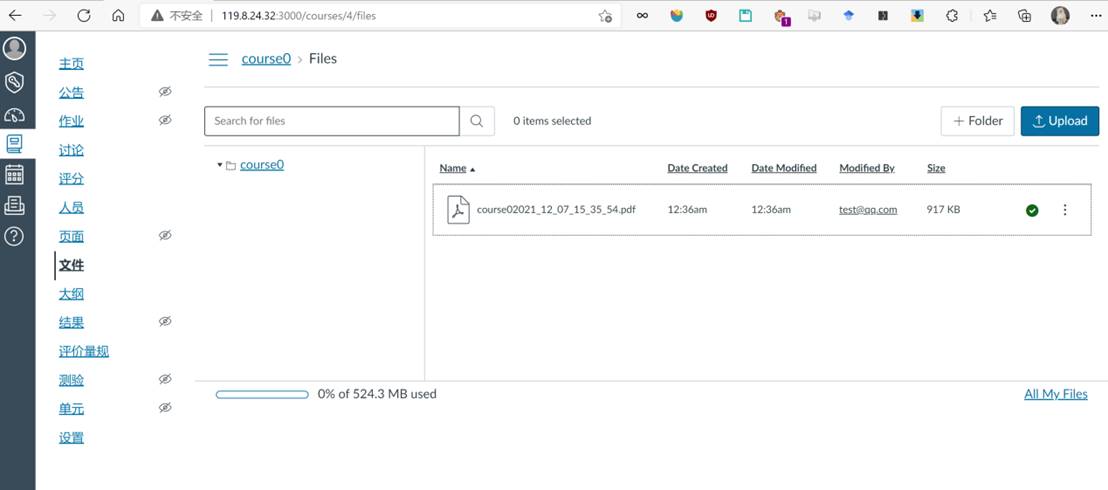 不安全 119.8.24.32:3000/courses/4/files
1
主页
公告
作业
讨论
评分
人员
页面
文件
大纲
结果
评价量规
测验
单元
设置
course0 › Files
Search for files
0 items selected
+ Folder
Upload
course0
Name Date Created Date Modified Modified By Size
course02021_12_07_15_35_54.pdf 12:36am 12:36am test@qq.com 917 KB
0% of 524.3 MB used
All My Files